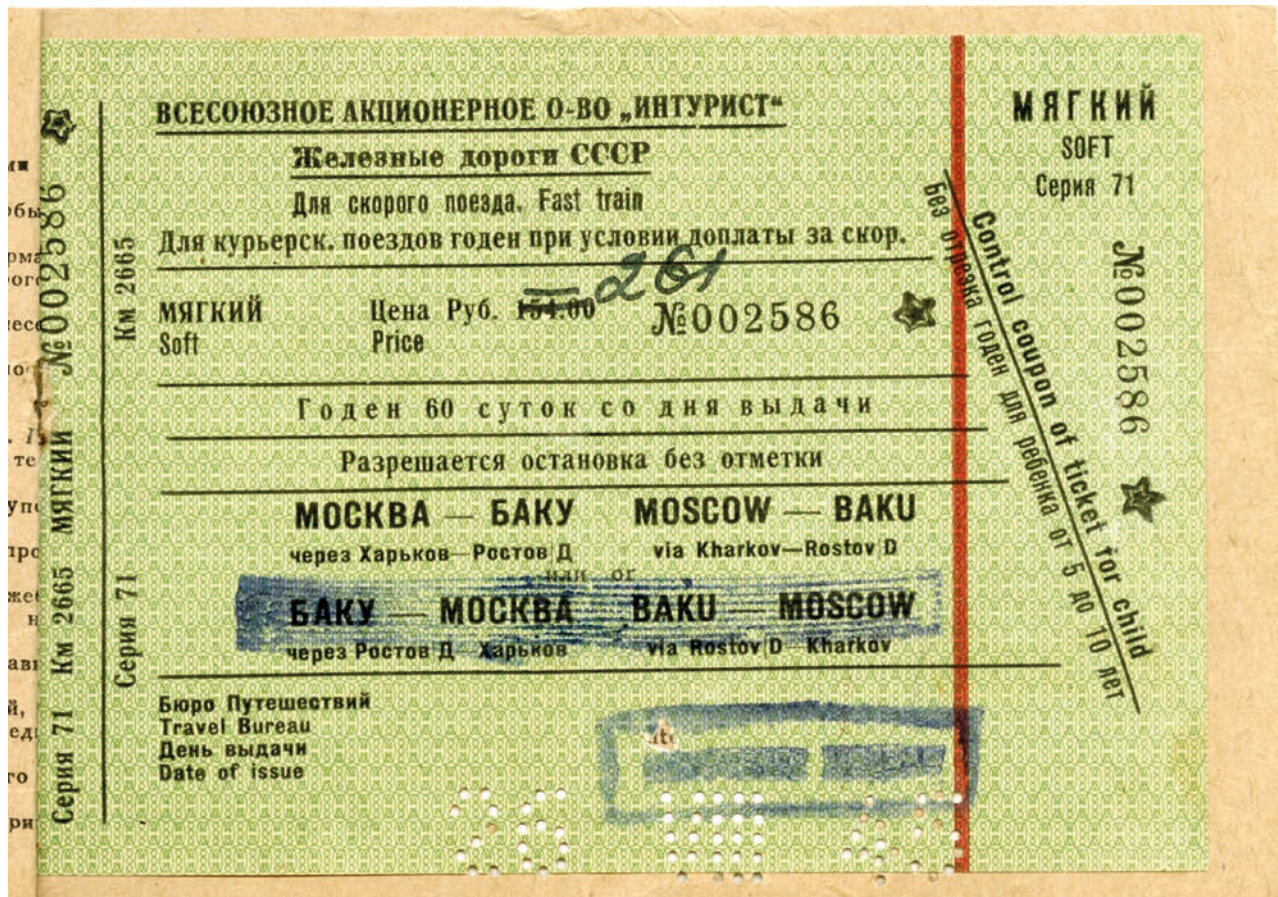 ВСЕСОЮЗНОЕ АКЦИОНЕРНОЕ О-ВО „ИНТУРИСТ“
Железные дороги СССР
Для скорого поезда. Fast train
Для курьерск. поездов годен при условии доплаты за скор.
МЯГКИЙ Цена Руб. 154.00 261 №002586
Soft Price
Годен 60 суток со дня выдачи
Разрешается остановка без отметки
МОСКВА — БАКУ MOSCOW — BAKU
через Харьков—Ростов Д via Kharkov—Rostov D
или or
БАКУ — МОСКВА BAKU — MOSCOW
через Ростов Д—Харьков via Rostov D—Kharkov
Бюро Путешествий
Travel Bureau
День выдачи
Date of issue
Серия 71 Км 2665 МЯГКИЙ №002586
Серия 71 Км 2665
Control coupon of ticket for child
Без отрезка годен для ребенка от 5 до 10 лет
МЯГКИЙ
SOFT
Серия 71
№002586